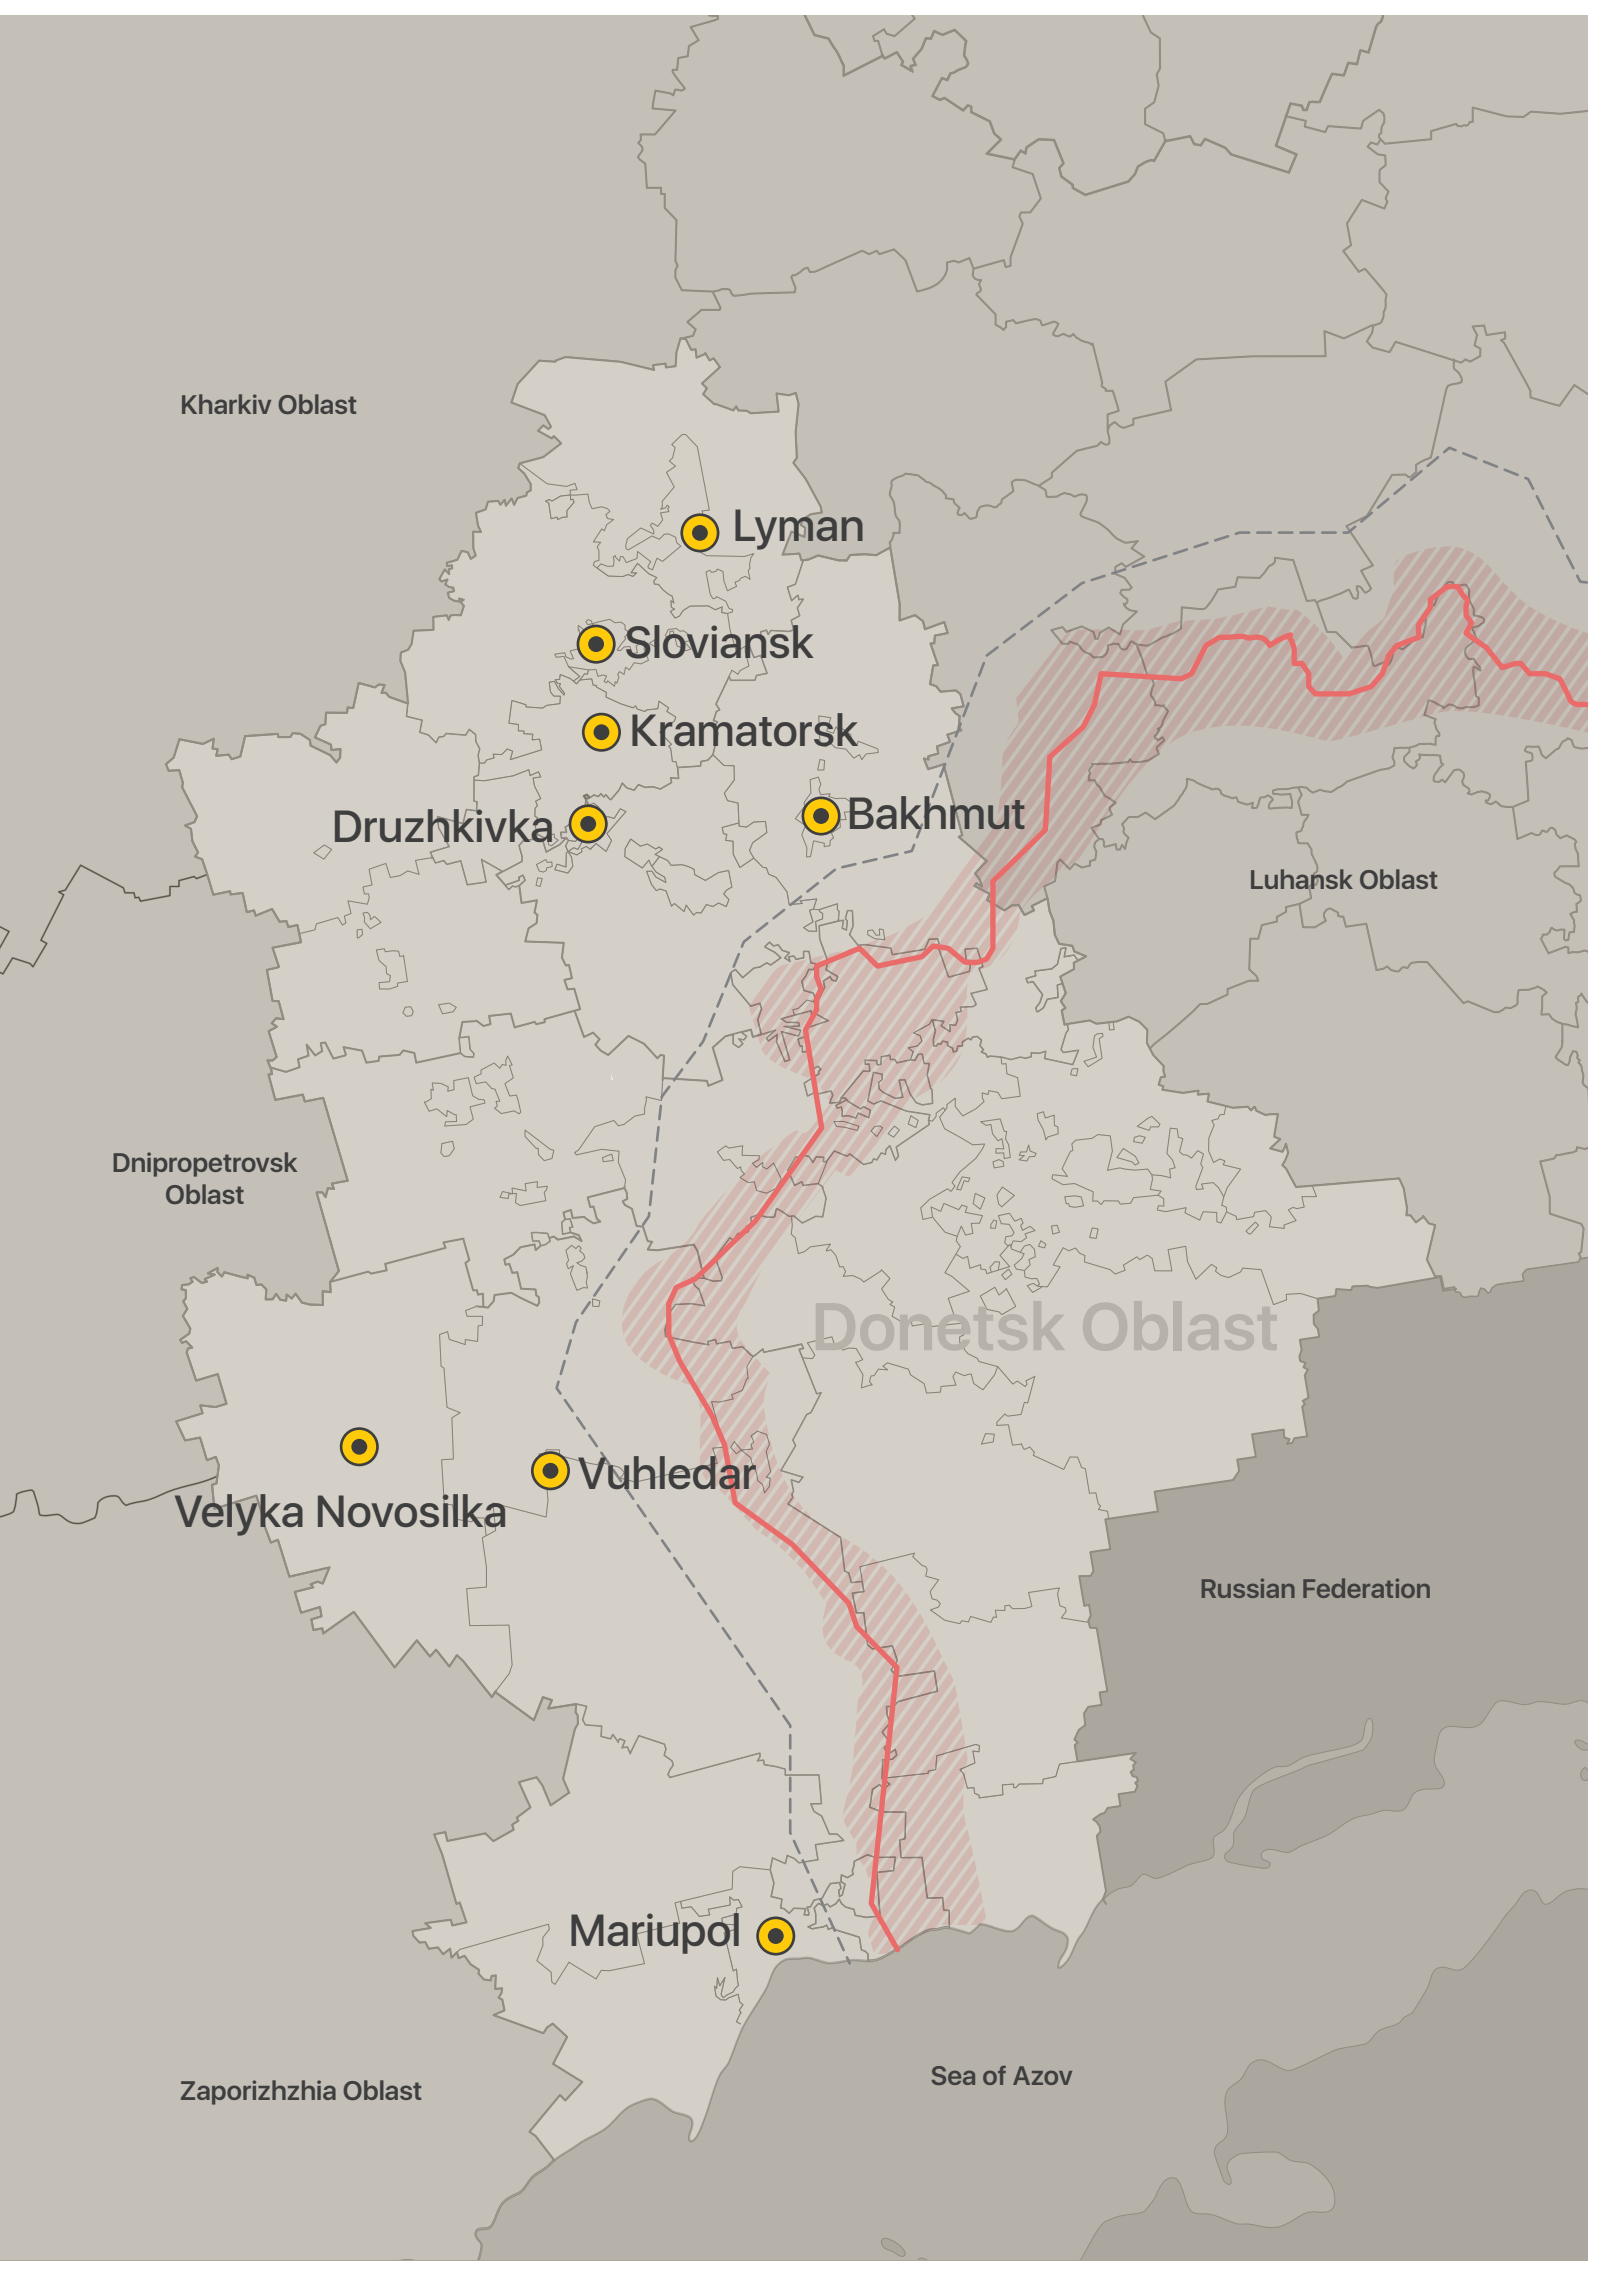 Kharkiv Oblast
Lyman
Sloviansk
Kramatorsk
Bakhmut
Druzhkivka
Luhansk Oblast
Dnipropetrovsk
Oblast
Donetsk Oblast
Vuhledar
Velyka Novosilka
Russian Federation
Mariupol
Sea of Azov
Zaporizhzhia Oblast